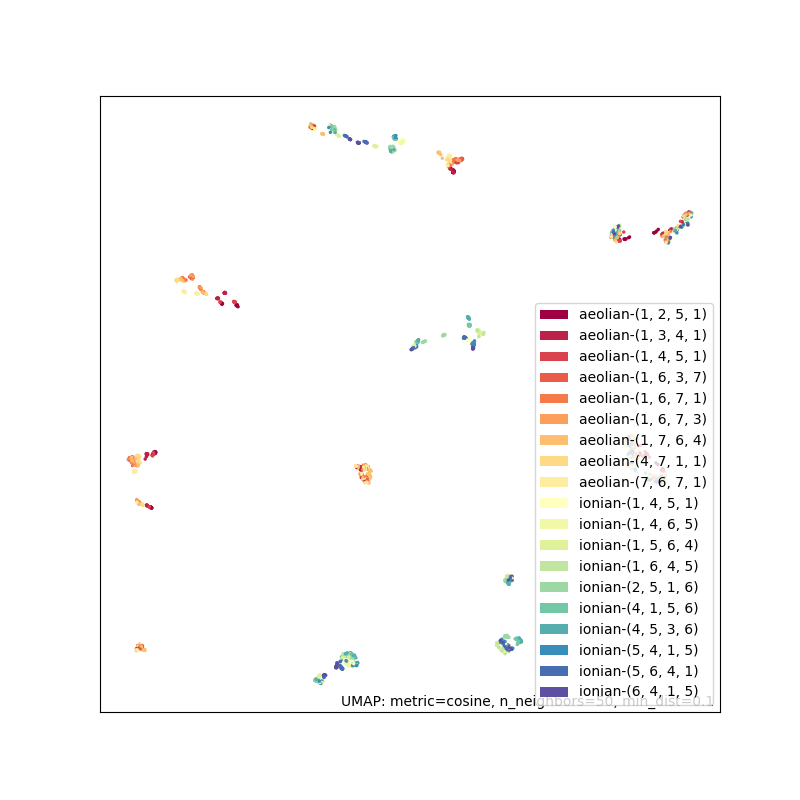 aeolian-(1, 2, 5, 1)
aeolian-(1, 3, 4, 1)
aeolian-(1, 4, 5, 1)
aeolian-(1, 6, 3, 7)
aeolian-(1, 6, 7, 1)
aeolian-(1, 6, 7, 3)
aeolian-(1, 7, 6, 4)
aeolian-(4, 7, 1, 1)
aeolian-(7, 6, 7, 1)
ionian-(1, 4, 5, 1)
ionian-(1, 4, 6, 5)
ionian-(1, 5, 6, 4)
ionian-(1, 6, 4, 5)
ionian-(2, 5, 1, 6)
ionian-(4, 1, 5, 6)
ionian-(4, 5, 3, 6)
ionian-(5, 4, 1, 5)
ionian-(5, 6, 4, 1)
ionian-(6, 4, 1, 5)
UMAP: metric=cosine, n_neighbors=50, min_dist=0.1